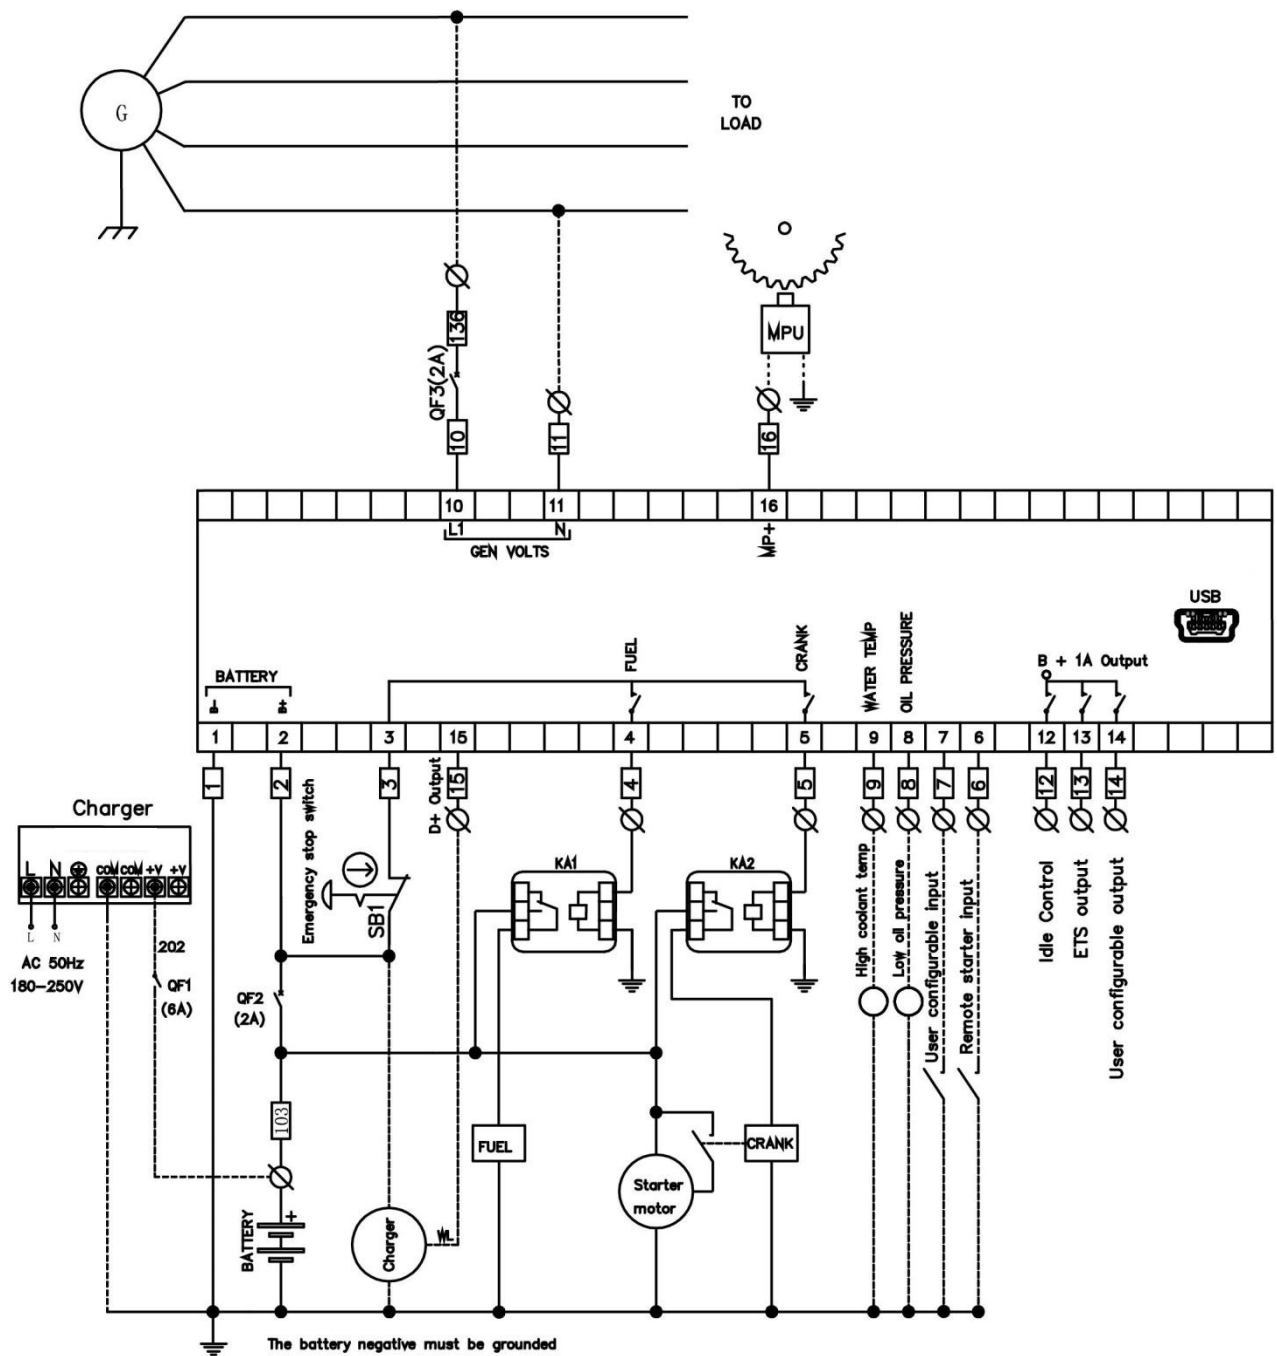 G
TO
LOAD
136
QF3(2A)
10
11
MPU
16
10
11
16
L1
N
GEN VOLTS
MP+
USB
BATTERY
B-
B+
FUEL
CRANK
WATER TEMP
OIL PRESSURE
B + 1A Output
1
2
3
15
4
5
9
8
7
6
12
13
14
1
2
3
15
4
5
9
8
7
6
12
13
14
Emergency stop switch
D+ Output
Charger
L
N
COM
COM
+V
+V
L
N
AC 50Hz
180-250V
202
QF1
(6A)
SB1
KA1
KA2
High coolant temp
Low oil pressure
User configurable input
Remote starter input
Idle Control
ETS output
User configurable output
QF2
(2A)
103
FUEL
CRANK
Starter
motor
BATTERY
+
Charger
WL
The battery negative must be grounded